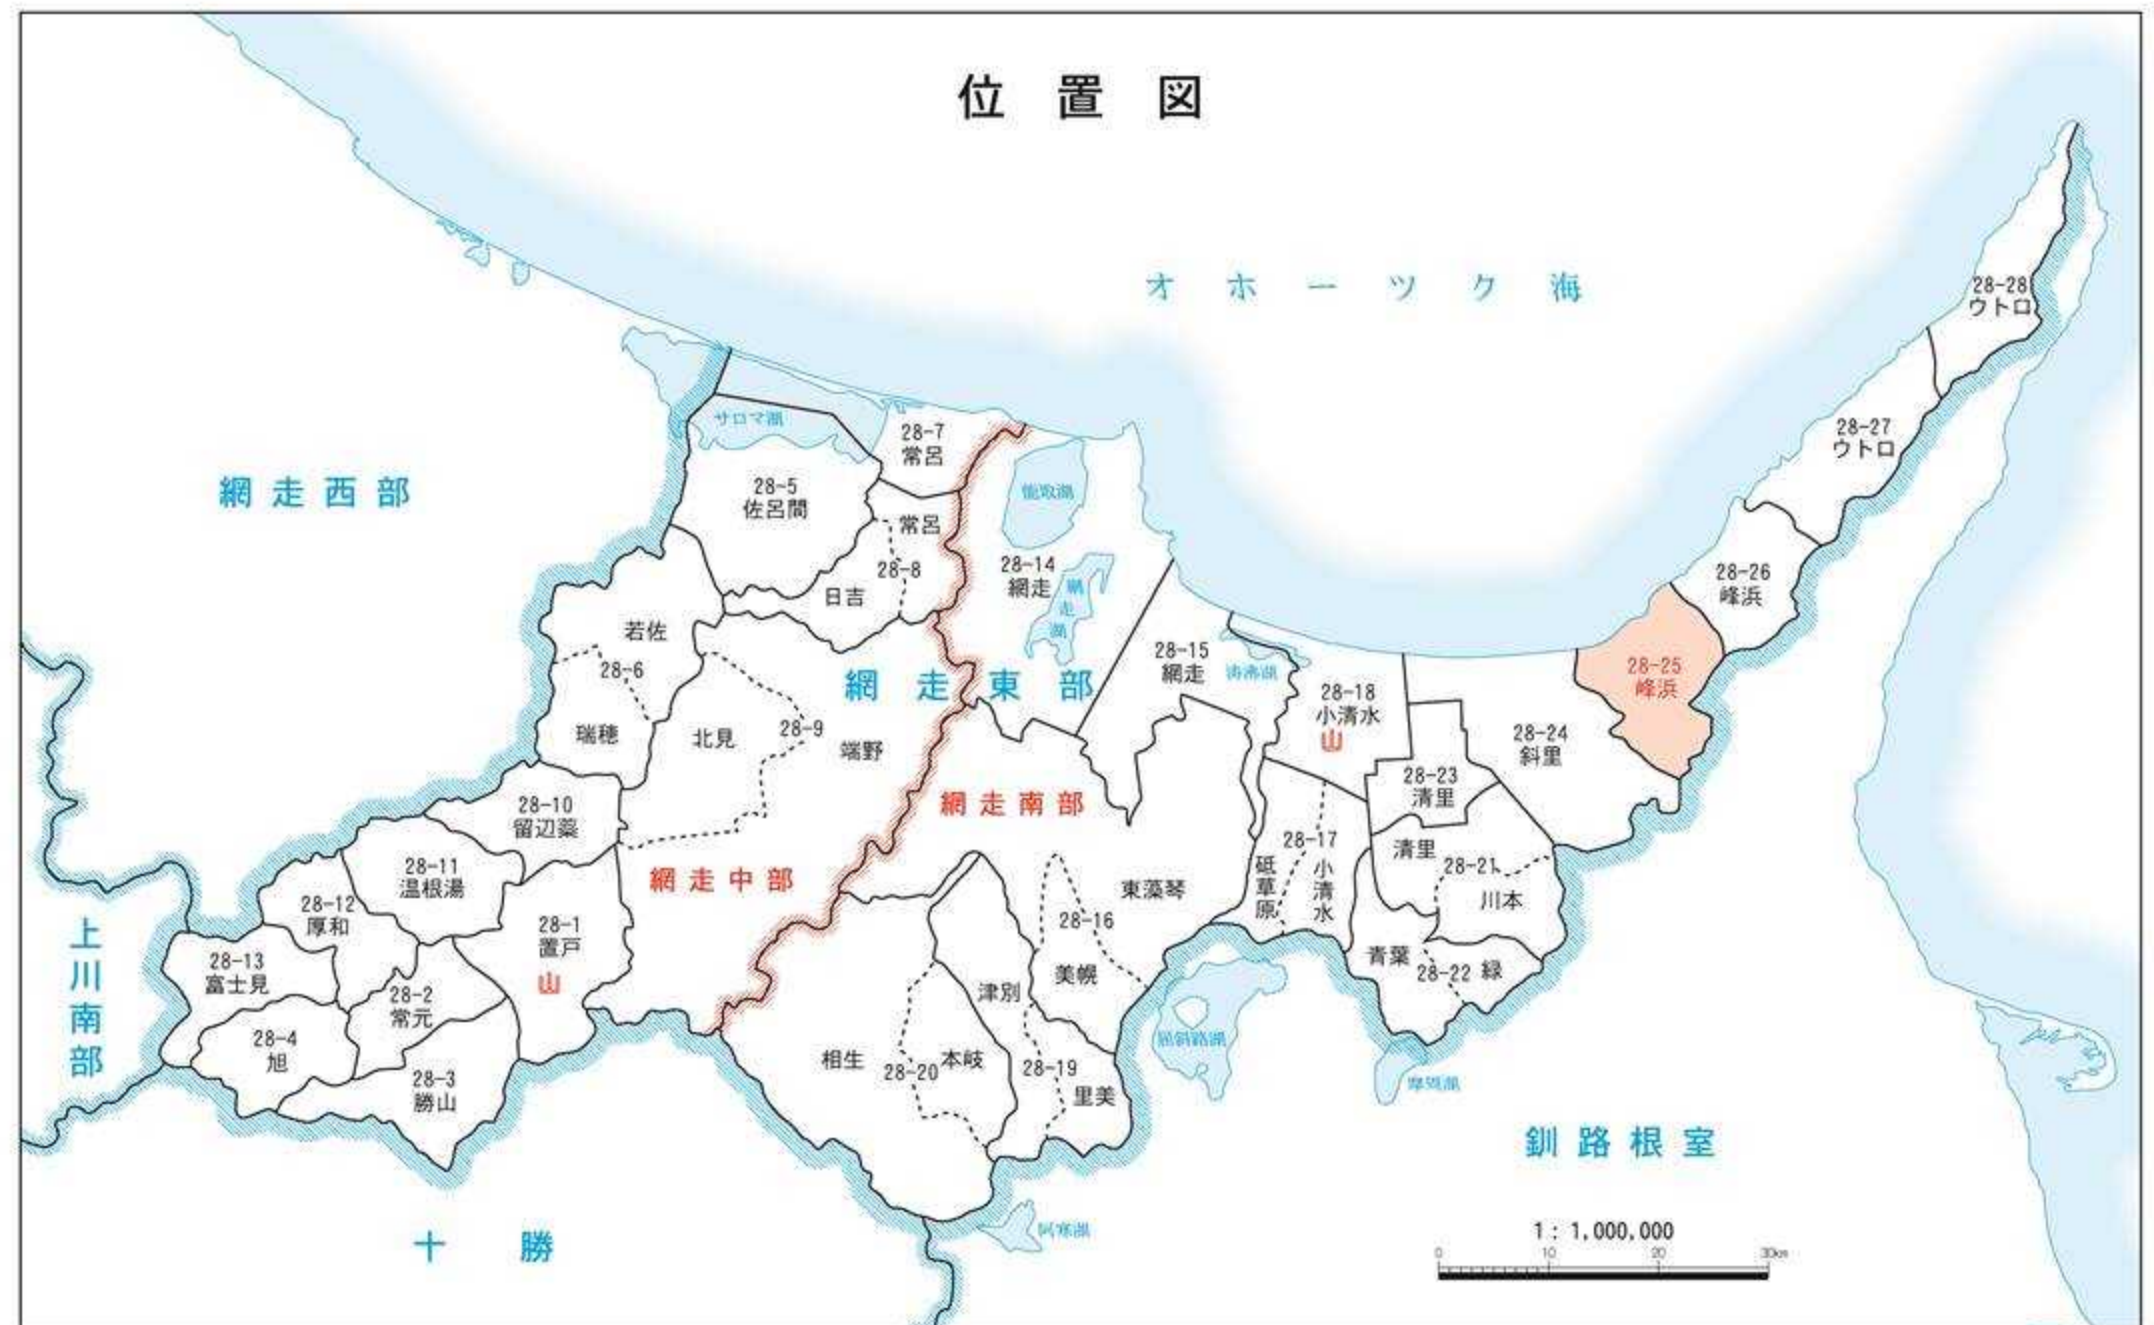 位置図
オホーツク海
28-28
ウトロ
28-27
ウトロ
サロマ湖
28-7
常呂
能取湖
網走西部
28-5
佐呂間
常呂
28-8
日吉
28-14
網走
網走湖
28-26
峰浜
若佐
28-6
瑞穂
28-15
網走
濤沸湖
28-25
峰浜
網走東部
28-18
小清水
山
北見
28-9
端野
28-24
斜里
28-23
清里
網走南部
28-10
留辺蘂
28-17
砥草原
小清水
清里
28-21
川本
28-11
温根湯
網走中部
東藻琴
28-16
美幌
28-12
厚和
28-1
置戸
山
上川南部
28-13
富士見
28-2
常元
津別
青葉
28-22
緑
28-4
旭
28-3
勝山
相生
28-20
本岐
28-19
里美
屈斜路湖
摩周湖
釧路根室
十勝
阿寒湖
1:1,000,000
0 10 20 30km